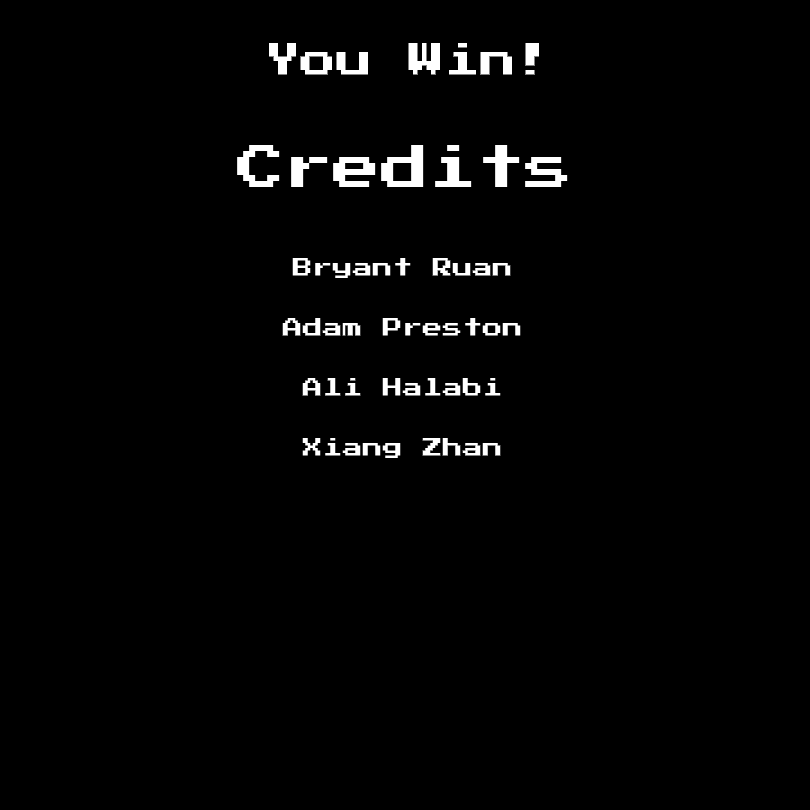 You Win!
Credits
Bryant Ruan
Adam Preston
Ali Halabi
Xiang Zhan